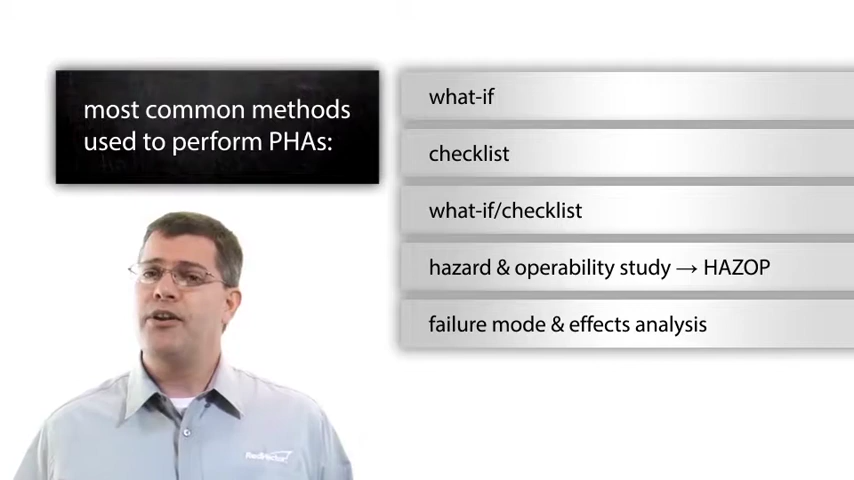 most common methods
used to perform PHAs:
what-if
checklist
what-if/checklist
hazard & operability study → HAZOP
failure mode & effects analysis
RedVector